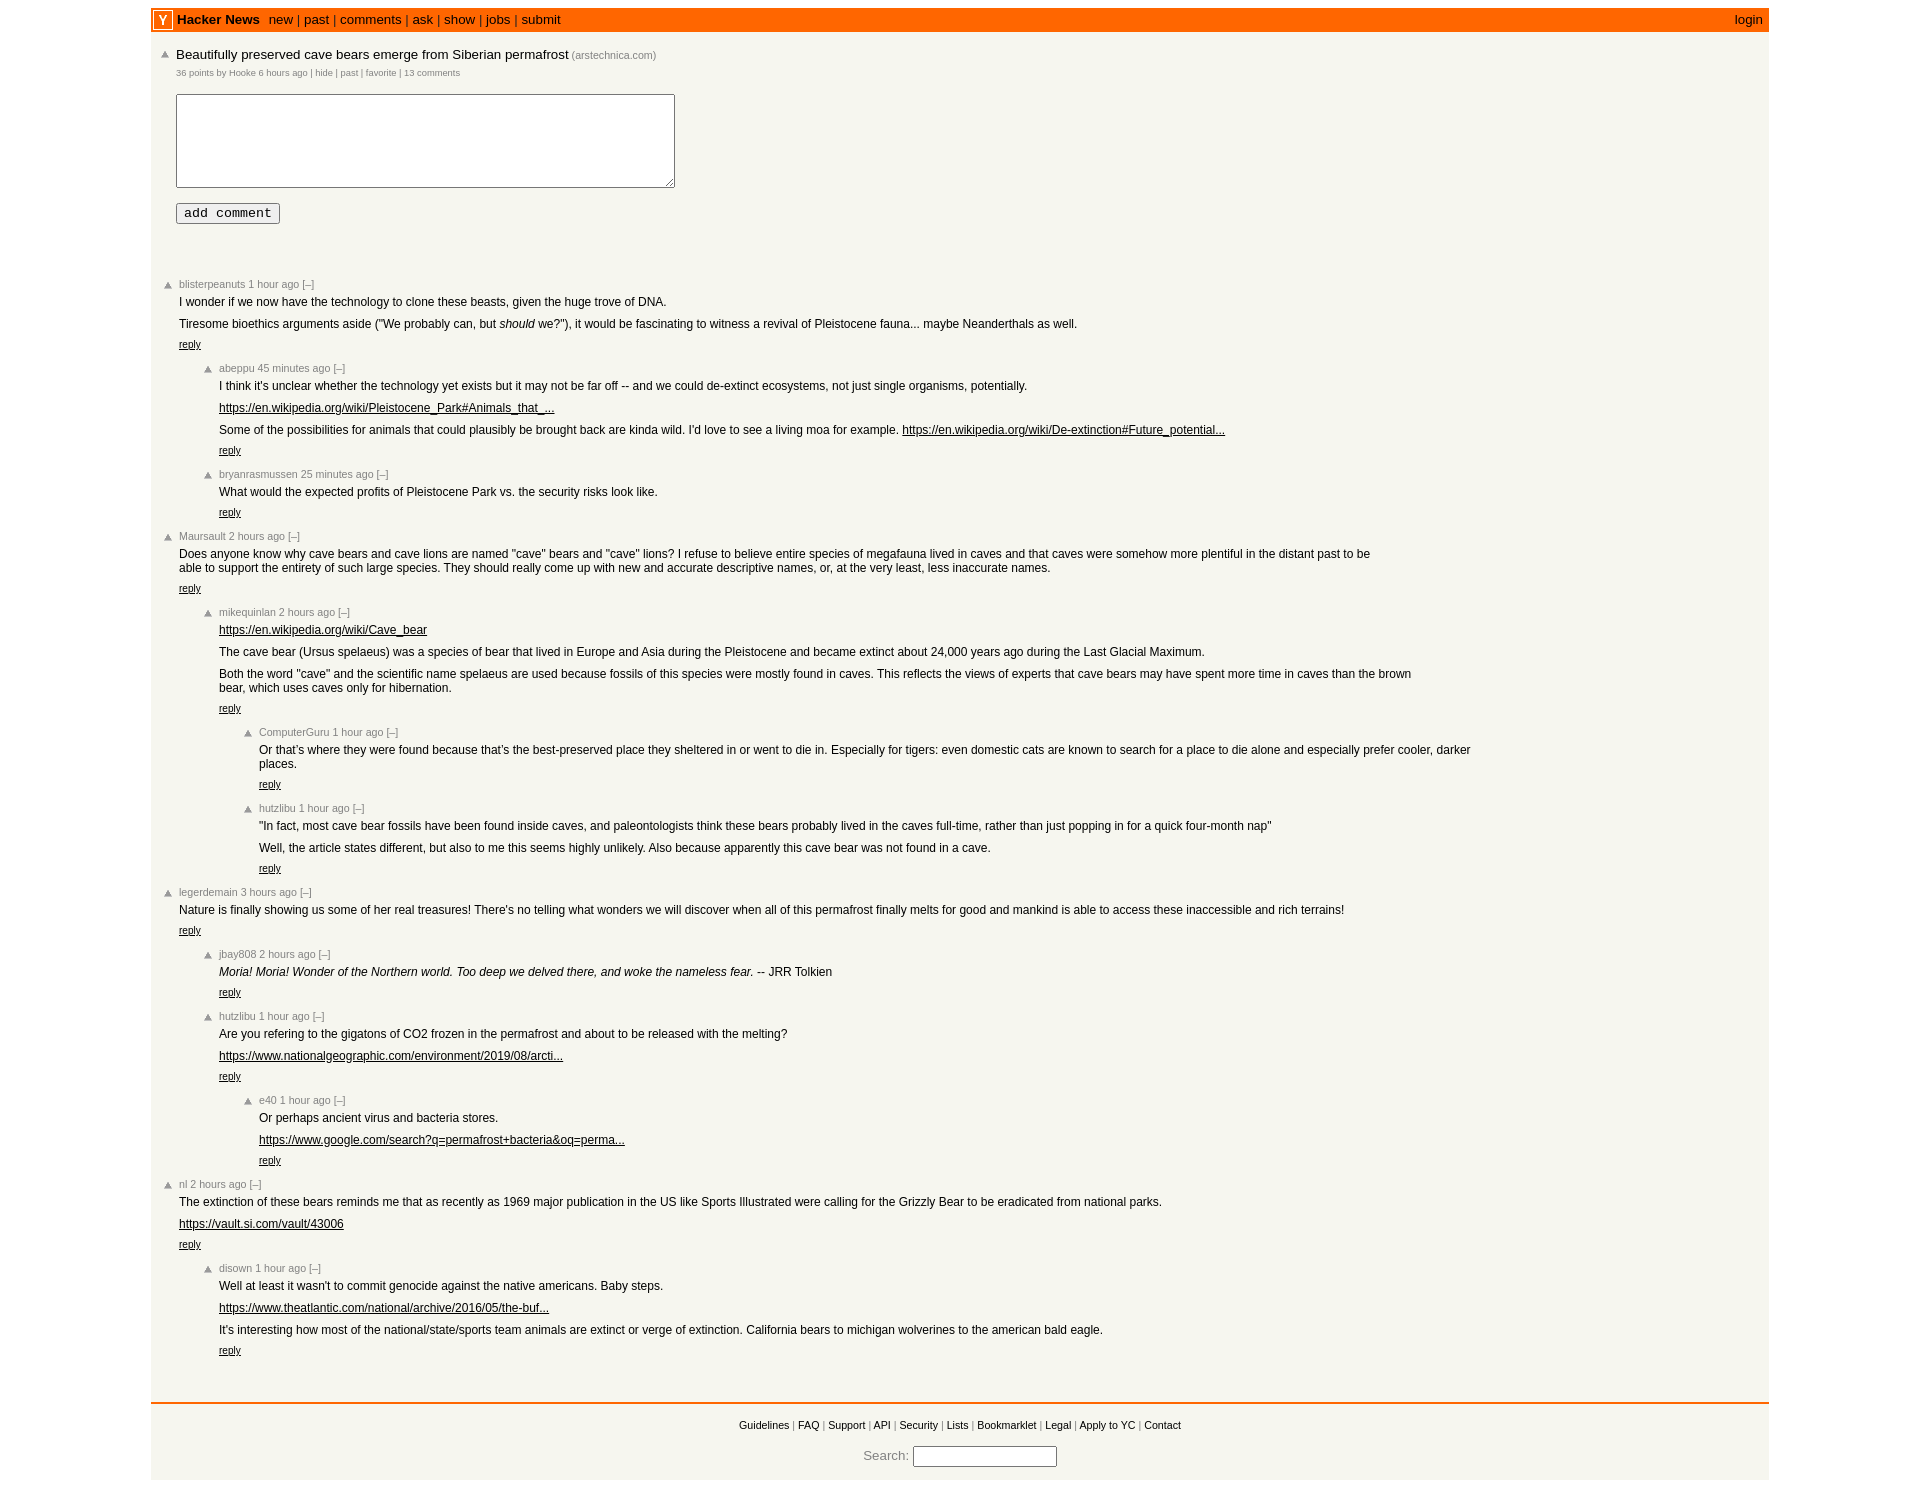 Y Hacker News new | past | comments | ask | show | jobs | submit login
Beautifully preserved cave bears emerge from Siberian permafrost (arstechnica.com)
36 points by Hooke 6 hours ago | hide | past | favorite | 13 comments
add comment
blisterpeanuts 1 hour ago [–]
I wonder if we now have the technology to clone these beasts, given the huge trove of DNA.
Tiresome bioethics arguments aside ("We probably can, but should we?"), it would be fascinating to witness a revival of Pleistocene fauna... maybe Neanderthals as well.
reply
abeppu 45 minutes ago [–]
I think it's unclear whether the technology yet exists but it may not be far off -- and we could de-extinct ecosystems, not just single organisms, potentially.
https://en.wikipedia.org/wiki/Pleistocene_Park#Animals_that_...
Some of the possibilities for animals that could plausibly be brought back are kinda wild. I'd love to see a living moa for example. https://en.wikipedia.org/wiki/De-extinction#Future_potential...
reply
bryanrasmussen 25 minutes ago [–]
What would the expected profits of Pleistocene Park vs. the security risks look like.
reply
Maursault 2 hours ago [–]
Does anyone know why cave bears and cave lions are named "cave" bears and "cave" lions? I refuse to believe entire species of megafauna lived in caves and that caves were somehow more plentiful in the distant past to be
able to support the entirety of such large species. They should really come up with new and accurate descriptive names, or, at the very least, less inaccurate names.
reply
mikequinlan 2 hours ago [–]
https://en.wikipedia.org/wiki/Cave_bear
The cave bear (Ursus spelaeus) was a species of bear that lived in Europe and Asia during the Pleistocene and became extinct about 24,000 years ago during the Last Glacial Maximum.
Both the word "cave" and the scientific name spelaeus are used because fossils of this species were mostly found in caves. This reflects the views of experts that cave bears may have spent more time in caves than the brown
bear, which uses caves only for hibernation.
reply
ComputerGuru 1 hour ago [–]
Or that’s where they were found because that’s the best-preserved place they sheltered in or went to die in. Especially for tigers: even domestic cats are known to search for a place to die alone and especially prefer cooler, darker
places.
reply
hutzlibu 1 hour ago [–]
"In fact, most cave bear fossils have been found inside caves, and paleontologists think these bears probably lived in the caves full-time, rather than just popping in for a quick four-month nap"
Well, the article states different, but also to me this seems highly unlikely. Also because apparently this cave bear was not found in a cave.
reply
legerdemain 3 hours ago [–]
Nature is finally showing us some of her real treasures! There's no telling what wonders we will discover when all of this permafrost finally melts for good and mankind is able to access these inaccessible and rich terrains!
reply
jbay808 2 hours ago [–]
Moria! Moria! Wonder of the Northern world. Too deep we delved there, and woke the nameless fear. -- JRR Tolkien
reply
hutzlibu 1 hour ago [–]
Are you refering to the gigatons of CO2 frozen in the permafrost and about to be released with the melting?
https://www.nationalgeographic.com/environment/2019/08/arcti...
reply
e40 1 hour ago [–]
Or perhaps ancient virus and bacteria stores.
https://www.google.com/search?q=permafrost+bacteria&oq=perma...
reply
nl 2 hours ago [–]
The extinction of these bears reminds me that as recently as 1969 major publication in the US like Sports Illustrated were calling for the Grizzly Bear to be eradicated from national parks.
https://vault.si.com/vault/43006
reply
disown 1 hour ago [–]
Well at least it wasn't to commit genocide against the native americans. Baby steps.
https://www.theatlantic.com/national/archive/2016/05/the-buf...
It's interesting how most of the national/state/sports team animals are extinct or verge of extinction. California bears to michigan wolverines to the american bald eagle.
reply
Guidelines | FAQ | Support | API | Security | Lists | Bookmarklet | Legal | Apply to YC | Contact
Search: